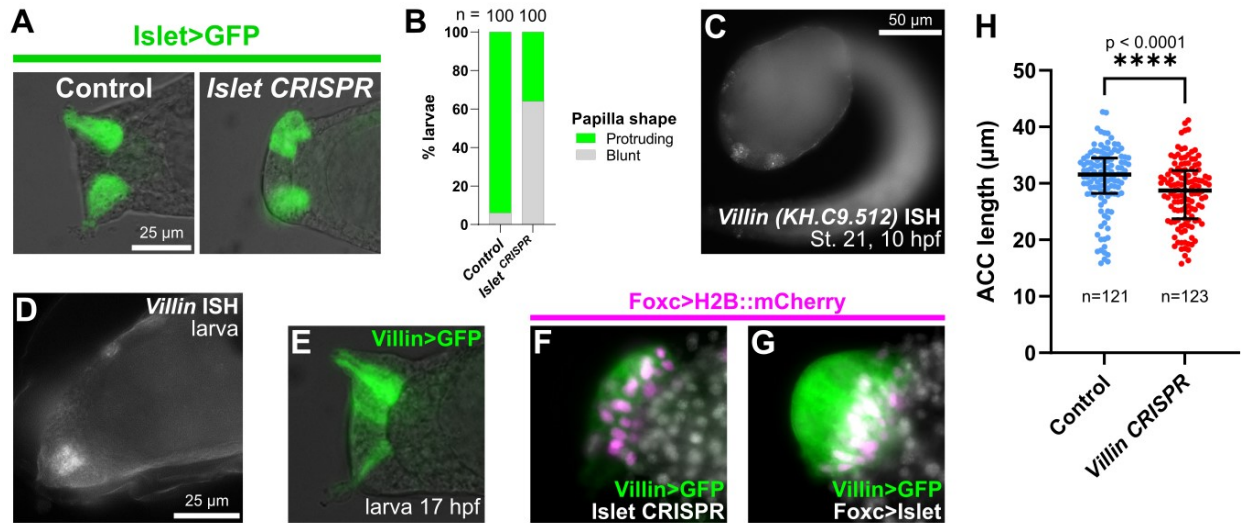 A
Islet>GFP
Control
Islet CRISPR
25 µm
B
n = 100 100
100
80
60
40
20
0
% larvae
Control
Islet CRISPR
Papilla shape
Protruding
Blunt
C
50 µm
Villin (KH.C9.512) ISH
St. 21, 10 hpf
D
Villin ISH
larva
25 µm
E
Villin>GFP
larva 17 hpf
Foxc>H2B::mCherry
F
Villin>GFP
Islet CRISPR
G
Villin>GFP
Foxc>Islet
H
p < 0.0001
****
50
40
30
20
10
0
ACC length (µm)
n=121
n=123
Control
Villin CRISPR